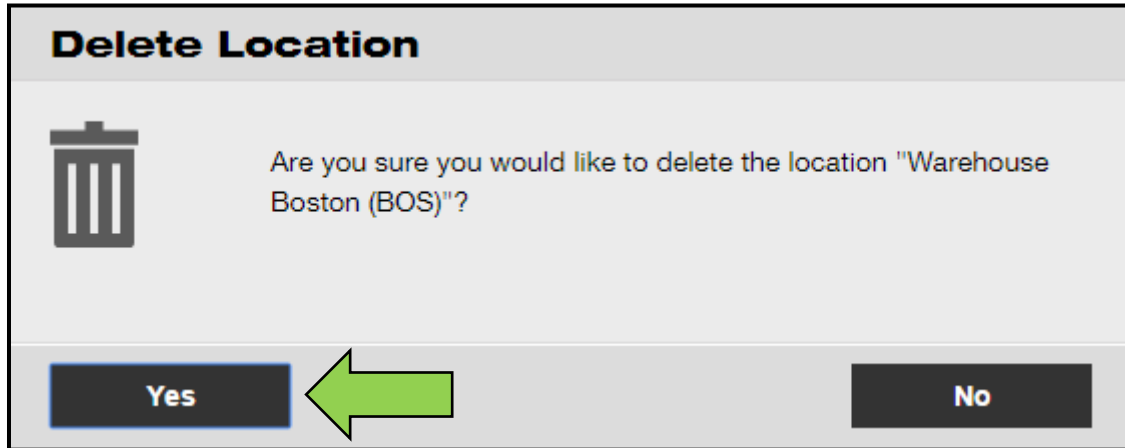 Delete Location
Are you sure you would like to delete the location "Warehouse
Boston (BOS)"?
Yes
No